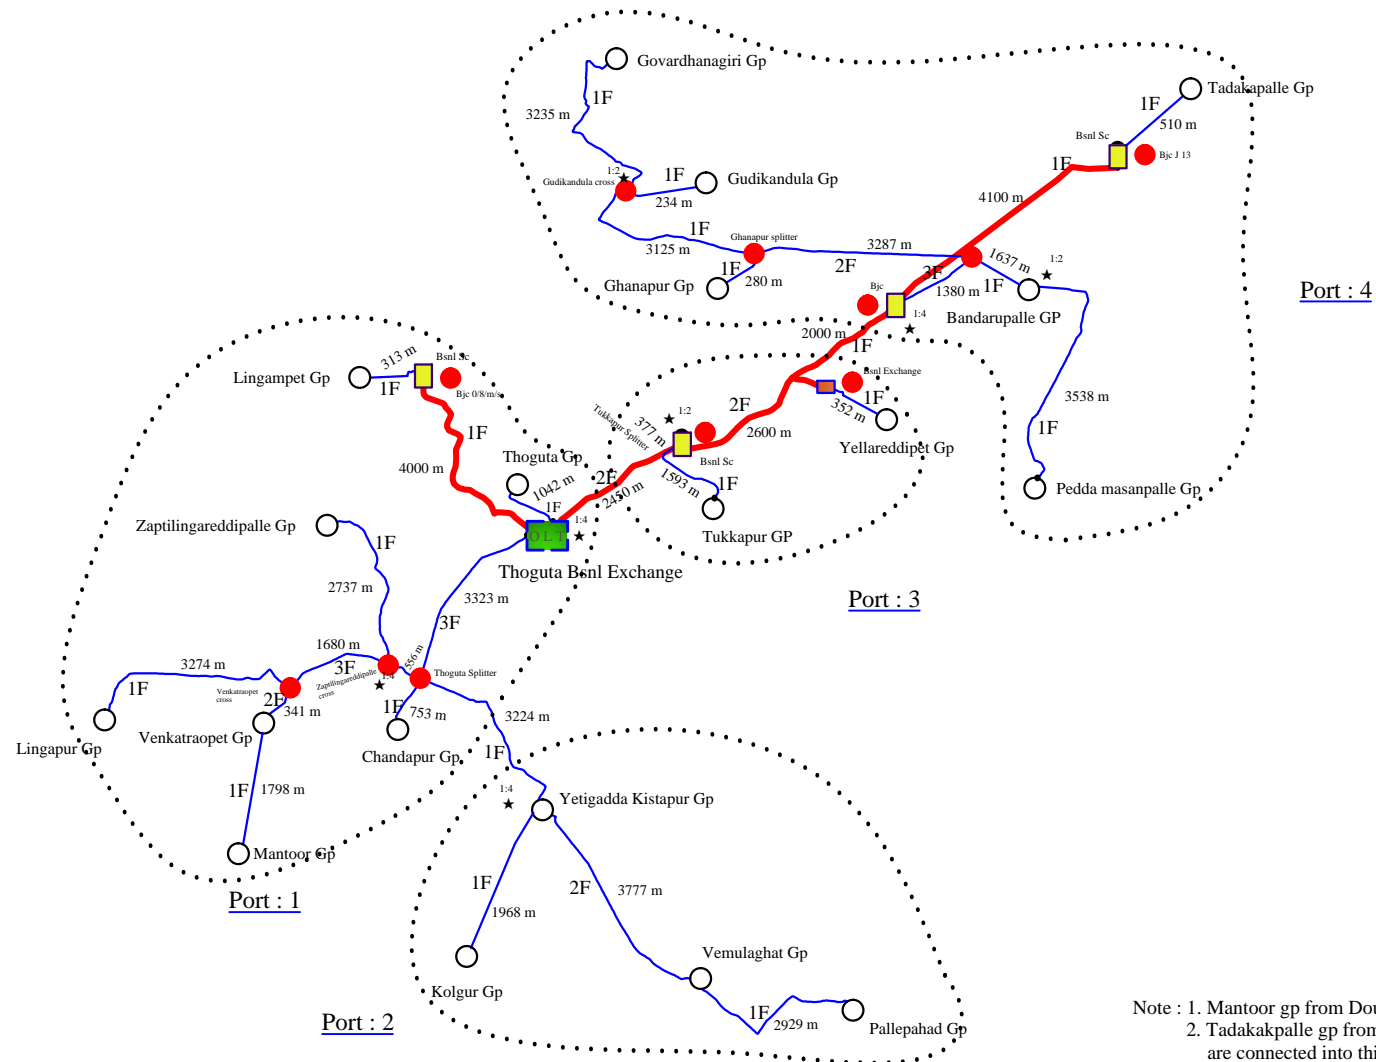 Govardhanagiri Gp
1F
3235 m
Tadakapalle Gp
1F
510 m
Bsnl Sc
Bjc J 13
1F
4100 m
1:2
Gudikandula cross
1F
234 m
Gudikandula Gp
1F
3125 m
Ghanapur splitter
3287 m
2F
1F
280 m
Ghanapur Gp
1637 m
1:2
1F
3F
1380 m
Bandarupalle GP
Bjc
1:4
Port : 4
2000 m
1F
3538 m
1F
Pedda masanpalle Gp
Bsnl Exchange
1F
352 m
Yellareddipet Gp
2F
2600 m
1:2
377 m
Tukkapur Splitter
Bsnl Sc
1593 m
1F
Tukkapur GP
Port : 3
2F
2450 m
313 m
Bsnl Sc
Lingampet Gp
1F
Bjc 0/8/m/s
1F
4000 m
Thoguta Gp
1042 m
1F
1:4
O L T
Thoguta Bsnl Exchange
Zaptilingareddipalle Gp
1F
2737 m
3323 m
3F
1680 m
3F
556 m
Zaptilingareddipalle
cross
1:4
Thoguta Splitter
3274 m
1F
Venkatraopet
cross
2F
341 m
Lingapur Gp
Venkatraopet Gp
1F
753 m
Chandapur Gp
3224 m
1F
1F
1798 m
Mantoor Gp
Port : 1
1:4
Yetigadda Kistapur Gp
1F
1968 m
2F
3777 m
Kolgur Gp
Vemulaghat Gp
1F
2929 m
Pallepahad Gp
Port : 2
Note : 1. Mantoor gp from Dou
2. Tadakakpalle gp from
are connected into thi